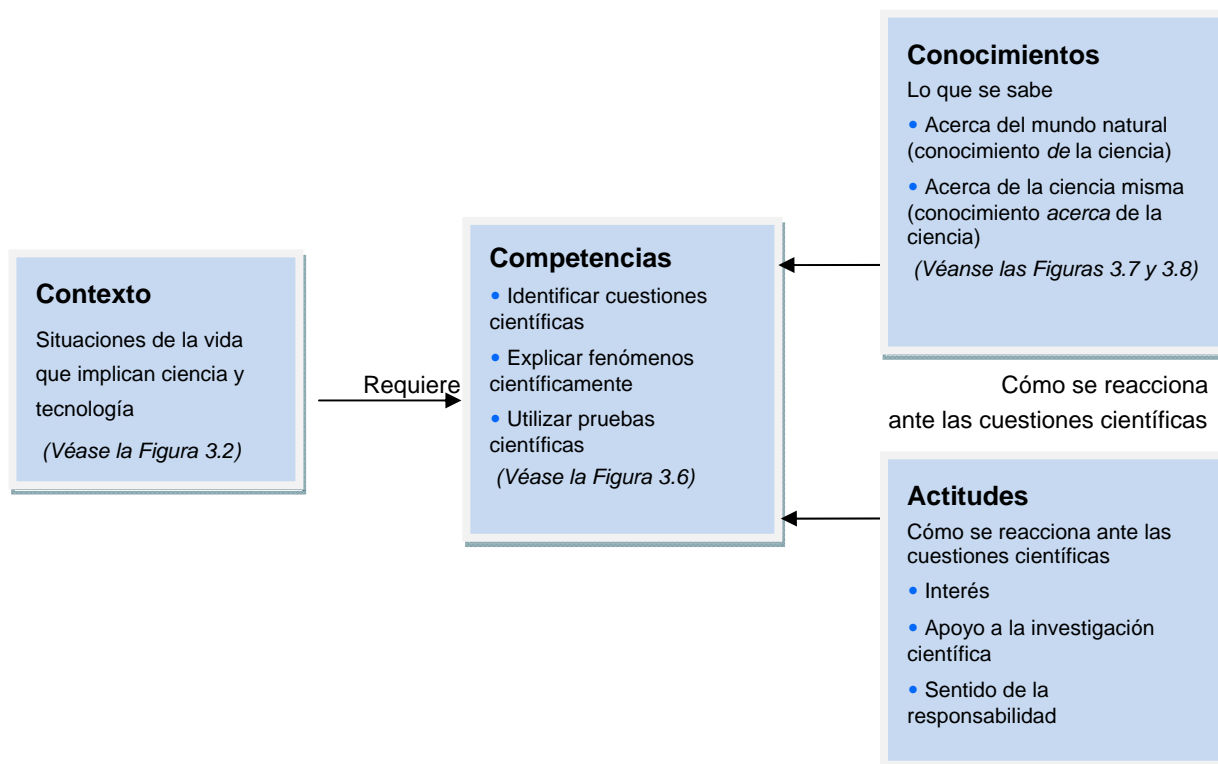 Contexto
Situaciones de la vida
que implican ciencia y
tecnología
(Véase la Figura 3.2)
Requiere
Competencias
• Identificar cuestiones
científicas
• Explicar fenómenos
científicamente
• Utilizar pruebas
científicas
(Véase la Figura 3.6)
Conocimientos
Lo que se sabe
• Acerca del mundo natural
(conocimiento de la ciencia)
• Acerca de la ciencia misma
(conocimiento acerca de la
ciencia)
(Véanse las Figuras 3.7 y 3.8)
Cómo se reacciona
ante las cuestiones científicas
Actitudes
Cómo se reacciona ante las
cuestiones científicas
• Interés
• Apoyo a la investigación
científica
• Sentido de la
responsabilidad